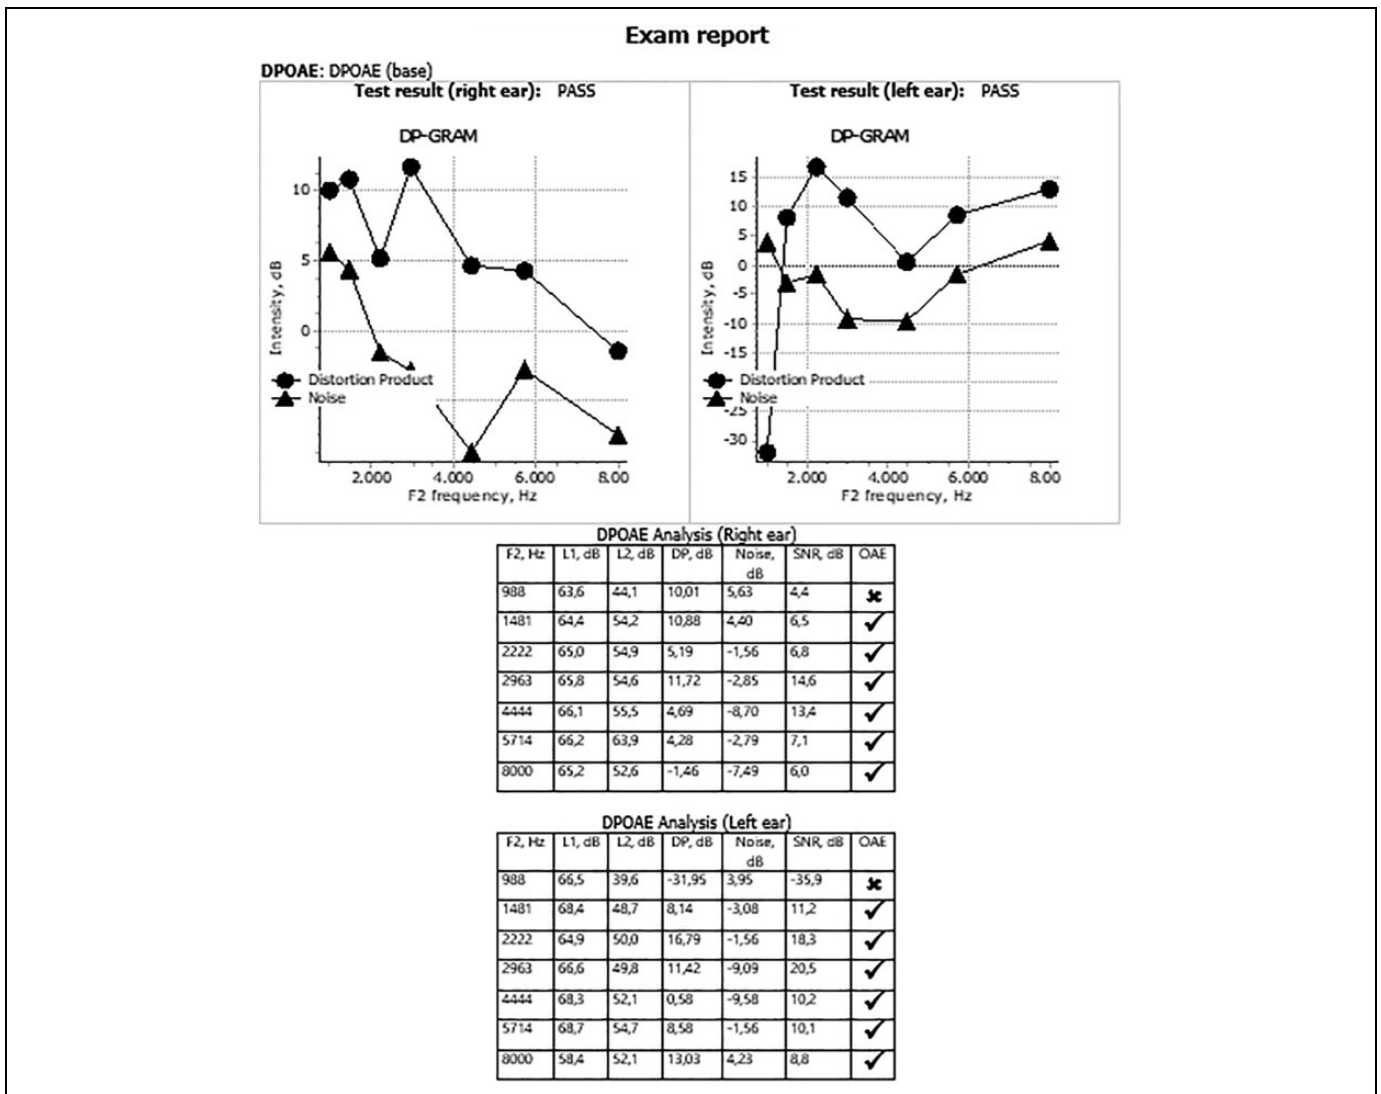 Exam report
DPOAE: DPOAE (base)
Test result (right ear): PASS
DP-GRAM
10
5
0
Intensity, dB
Distortion Product
Noise
2.000 4.000 6.000 8.00
F2 frequency, Hz
Test result (left ear): PASS
DP-GRAM
15
10
5
0
-5
-10
-15
-25
-30
Intensity, dB
Distortion Product
Noise
2.000 4.000 6.000 8.00
F2 frequency, Hz
DPOAE Analysis (Right ear)
F2, Hz L1, dB L2, dB DP, dB Noise, dB SNR, dB OAE
988 63,6 44,1 10,01 5,63 4,4
1481 64,4 54,2 10,88 4,40 6,5
2222 65,0 54,9 5,19 -1,56 6,8
2963 65,8 54,6 11,72 -2,85 14,6
4444 66,1 55,5 4,69 -8,70 13,4
5714 66,2 63,9 4,28 -2,79 7,1
8000 65,2 52,6 -1,46 -7,49 6,0
DPOAE Analysis (Left ear)
F2, Hz L1, dB L2, dB DP, dB Noise, dB SNR, dB OAE
988 66,5 39,6 -31,95 3,95 -35,9
1481 68,4 48,7 8,14 -3,08 11,2
2222 64,9 50,0 16,79 -1,56 18,3
2963 66,6 49,8 11,42 -9,09 20,5
4444 68,3 52,1 0,58 -9,58 10,2
5714 68,7 54,7 8,58 -1,56 10,1
8000 58,4 52,1 13,03 4,23 8,8